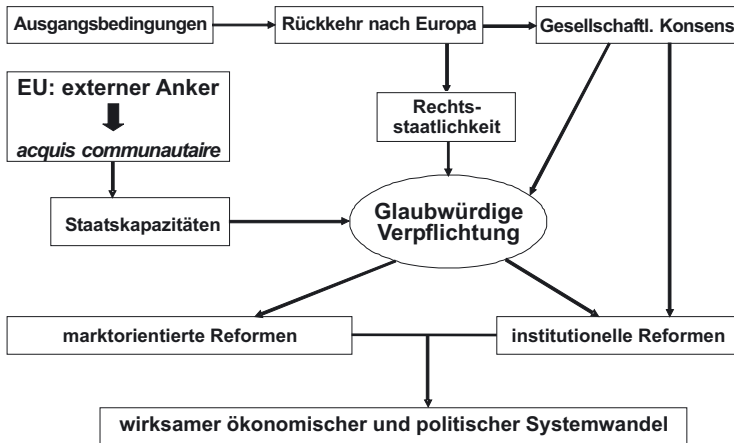 Ausgangsbedingungen
Rückkehr nach Europa
Gesellschaftl. Konsens
EU: externer Anker
acquis communautaire
Rechts-
staatlichkeit
Staatskapazitäten
Glaubwürdige
Verpflichtung
marktorientierte Reformen
institutionelle Reformen
wirksamer ökonomischer und politischer Systemwandel